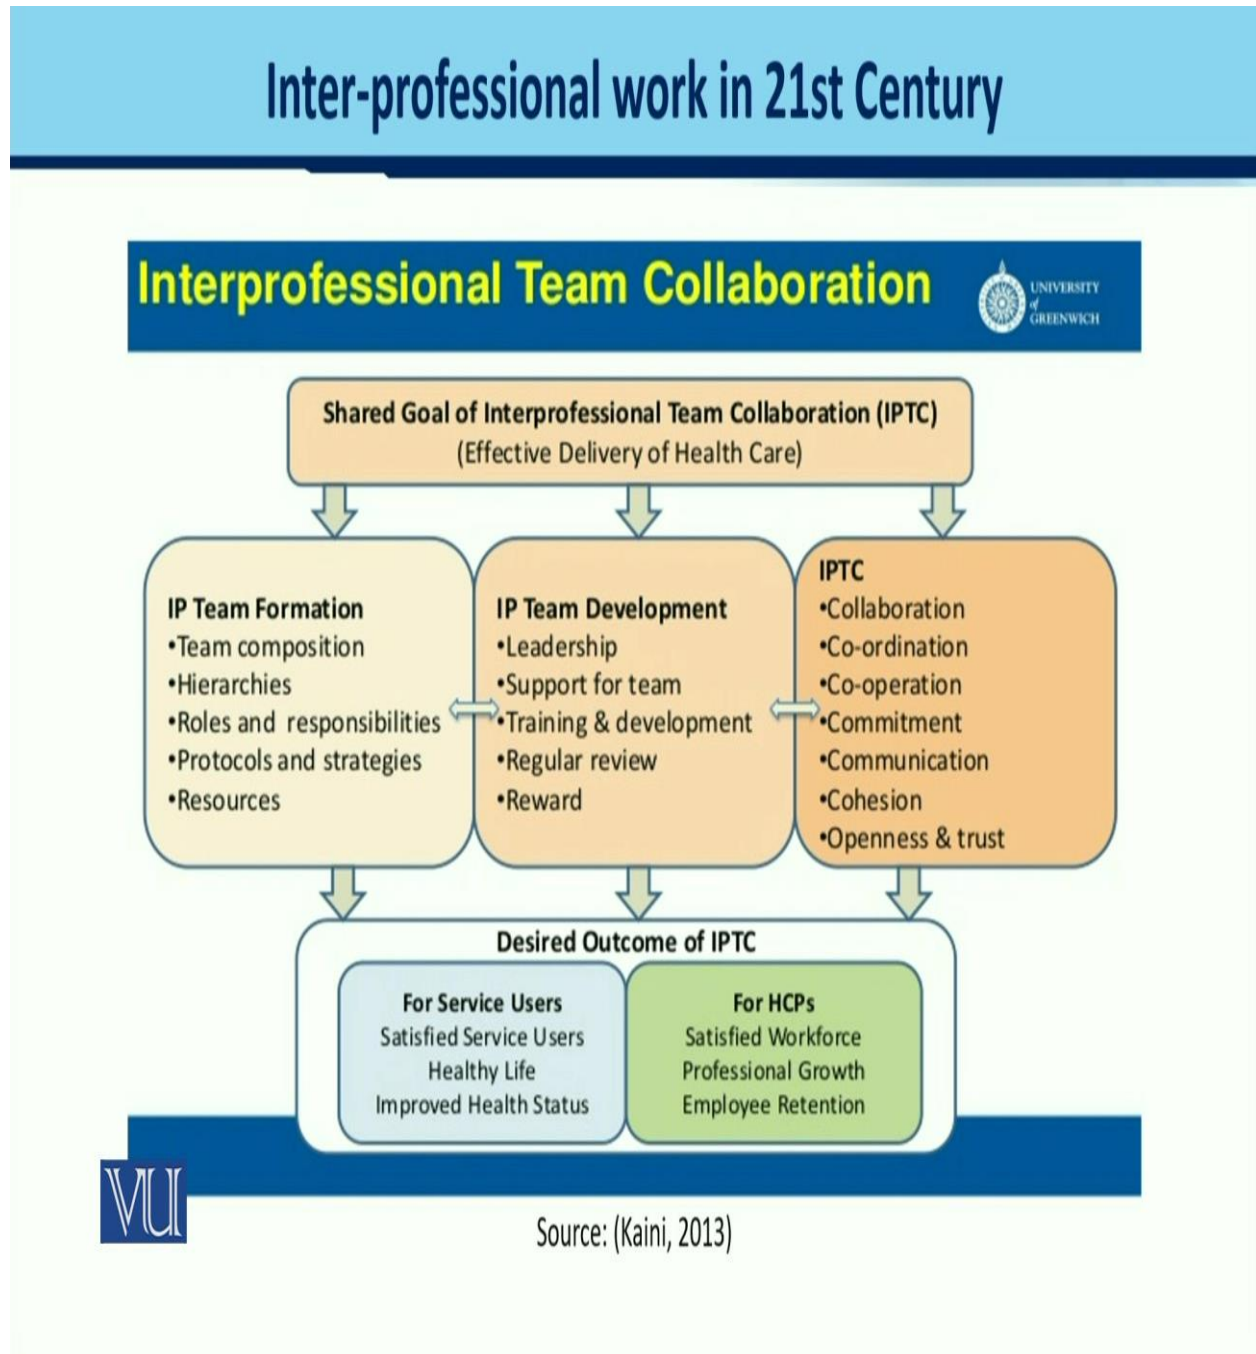 Inter-professional work in 21st Century
Interprofessional Team Collaboration
UNIVERSITY
of
GREENWICH
Shared Goal of Interprofessional Team Collaboration (IPTC)
(Effective Delivery of Health Care)
IP Team Formation
•Team composition
•Hierarchies
•Roles and responsibilities
•Protocols and strategies
•Resources
IP Team Development
•Leadership
•Support for team
•Training & development
•Regular review
•Reward
IPTC
•Collaboration
•Co-ordination
•Co-operation
•Commitment
•Communication
•Cohesion
•Openness & trust
Desired Outcome of IPTC
For Service Users
Satisfied Service Users
Healthy Life
Improved Health Status
For HCPs
Satisfied Workforce
Professional Growth
Employee Retention
VU
Source: (Kaini, 2013)